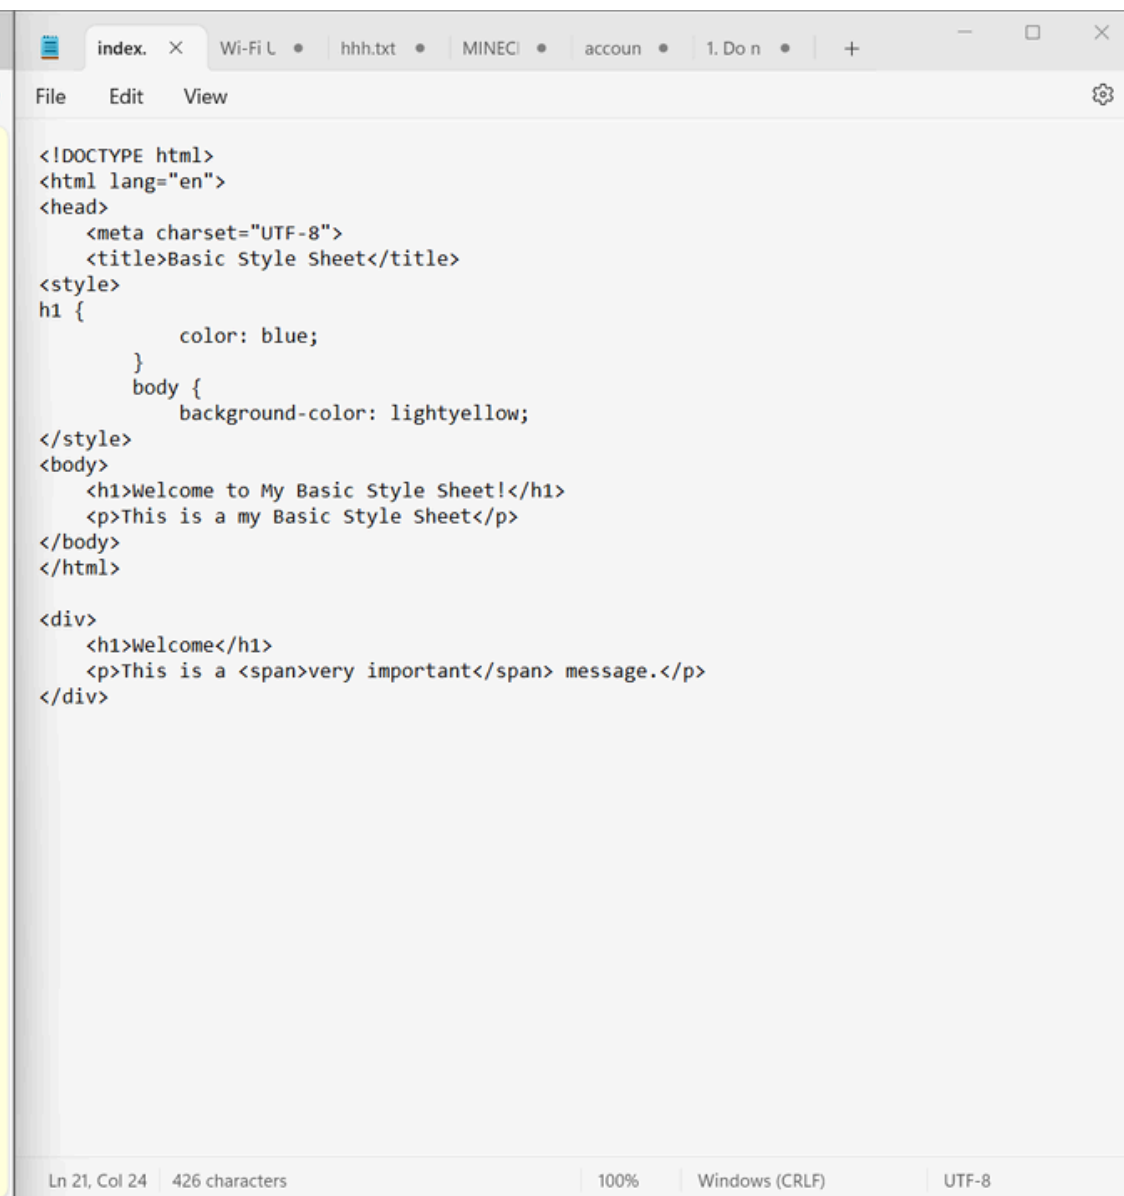 index.
Wi-Fi
hhh.txt
accoun
1. Do n
File Edit View
<!DOCTYPE html>
<html lang="en">
<head>
    <meta charset="UTF-8">
    <title>Basic Style Sheet</title>
<style>
h1 {
            color: blue;
        }
        body {
            background-color: lightyellow;
</style>
<body>
    <h1>Welcome to My Basic Style Sheet!</h1>
    <p>This is a my Basic Style Sheet</p>
</body>
</html>

<div>
    <h1>Welcome</h1>
    <p>This is a <span>very important</span> message.</p>
</div>
Ln 21, Col 24 426 characters 100% Windows (CRLF) UTF-8